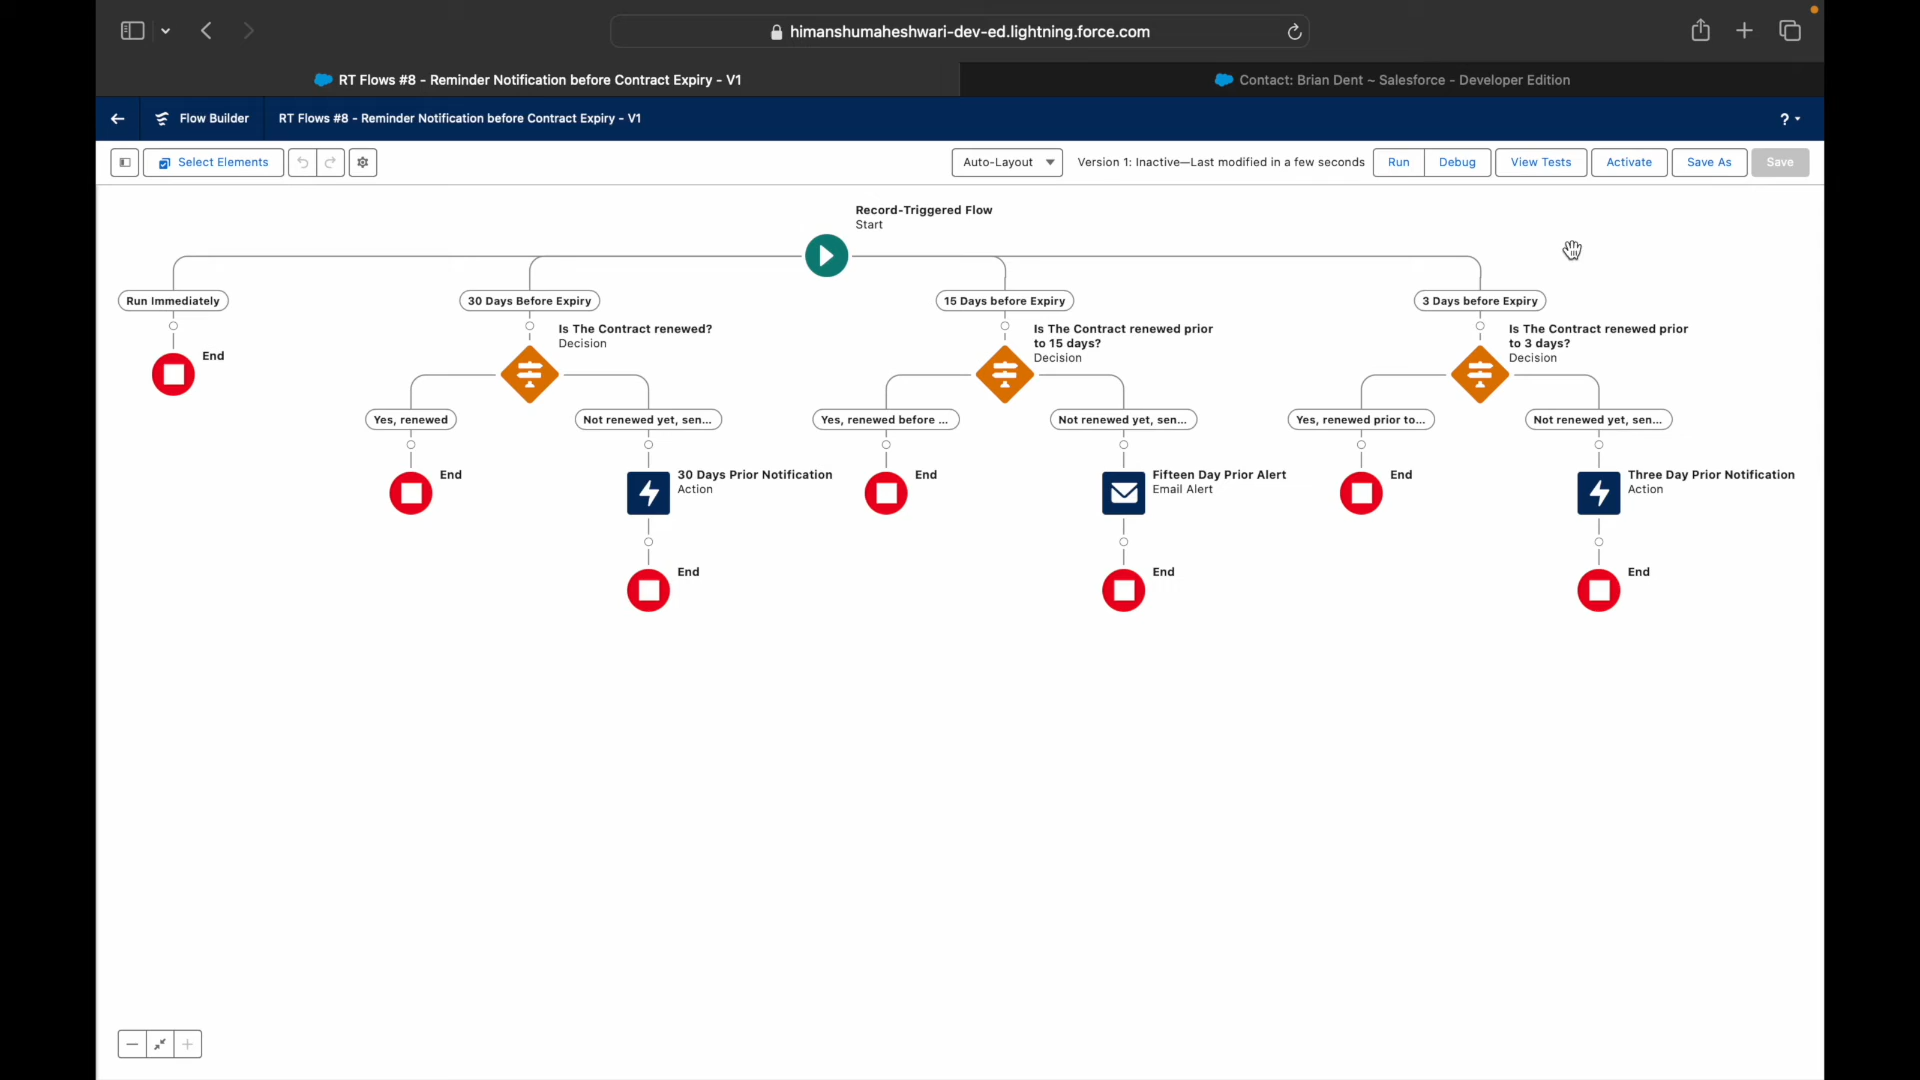 himanshumaheshwari-dev-ed.lightning.force.com
RT Flows #8 - Reminder Notification before Contract Expiry - V1
Contact: Brian Dent ~ Salesforce - Developer Edition
Flow Builder
RT Flows #8 - Reminder Notification before Contract Expiry - V1
?
Select Elements
Auto-Layout
Version 1: Inactive—Last modified in a few seconds
Run
Debug
View Tests
Activate
Save As
Save
Record-Triggered Flow
Start
Run Immediately
30 Days Before Expiry
15 Days before Expiry
3 Days before Expiry
End
Is The Contract renewed?
Decision
Is The Contract renewed prior
to 15 days?
Decision
Is The Contract renewed prior
to 3 days?
Decision
Yes, renewed
Not renewed yet, sen...
Yes, renewed before ...
Not renewed yet, sen...
Yes, renewed prior to...
Not renewed yet, sen...
End
30 Days Prior Notification
Action
End
Fifteen Day Prior Alert
Email Alert
End
Three Day Prior Notification
Action
End
End
End